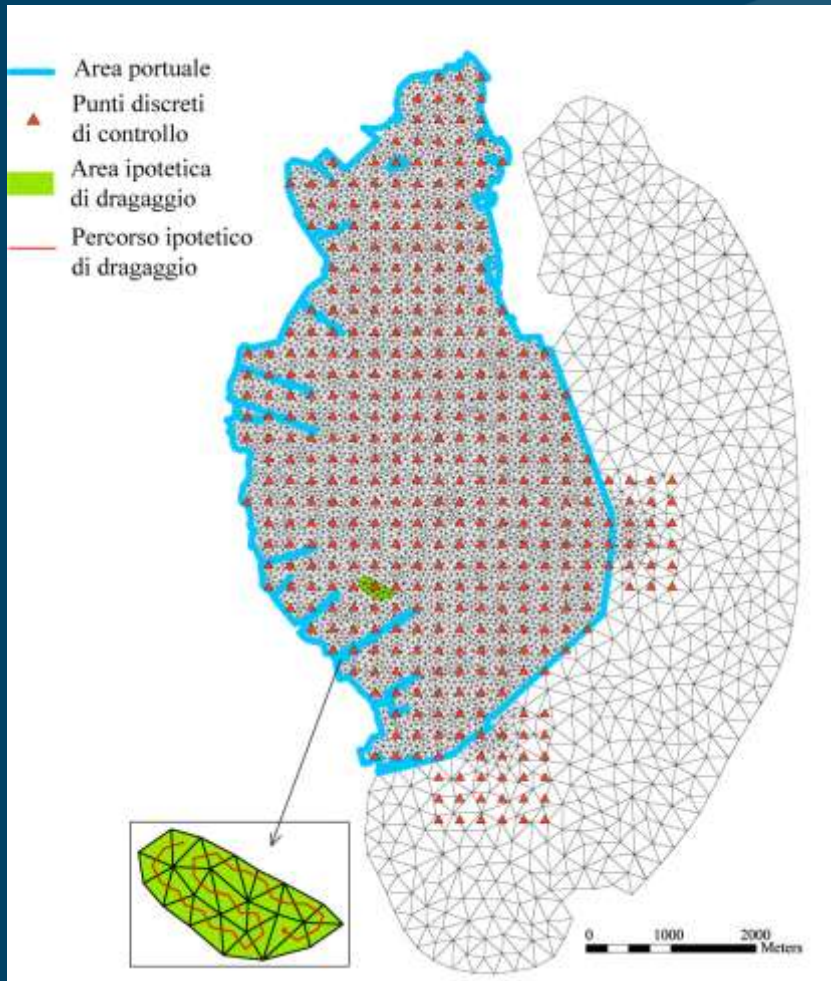 Area portuale
Punti discreti
di controllo
Area ipotetica
di dragaggio
Percorso ipotetico
di dragaggio
0 1000 2000
Meters